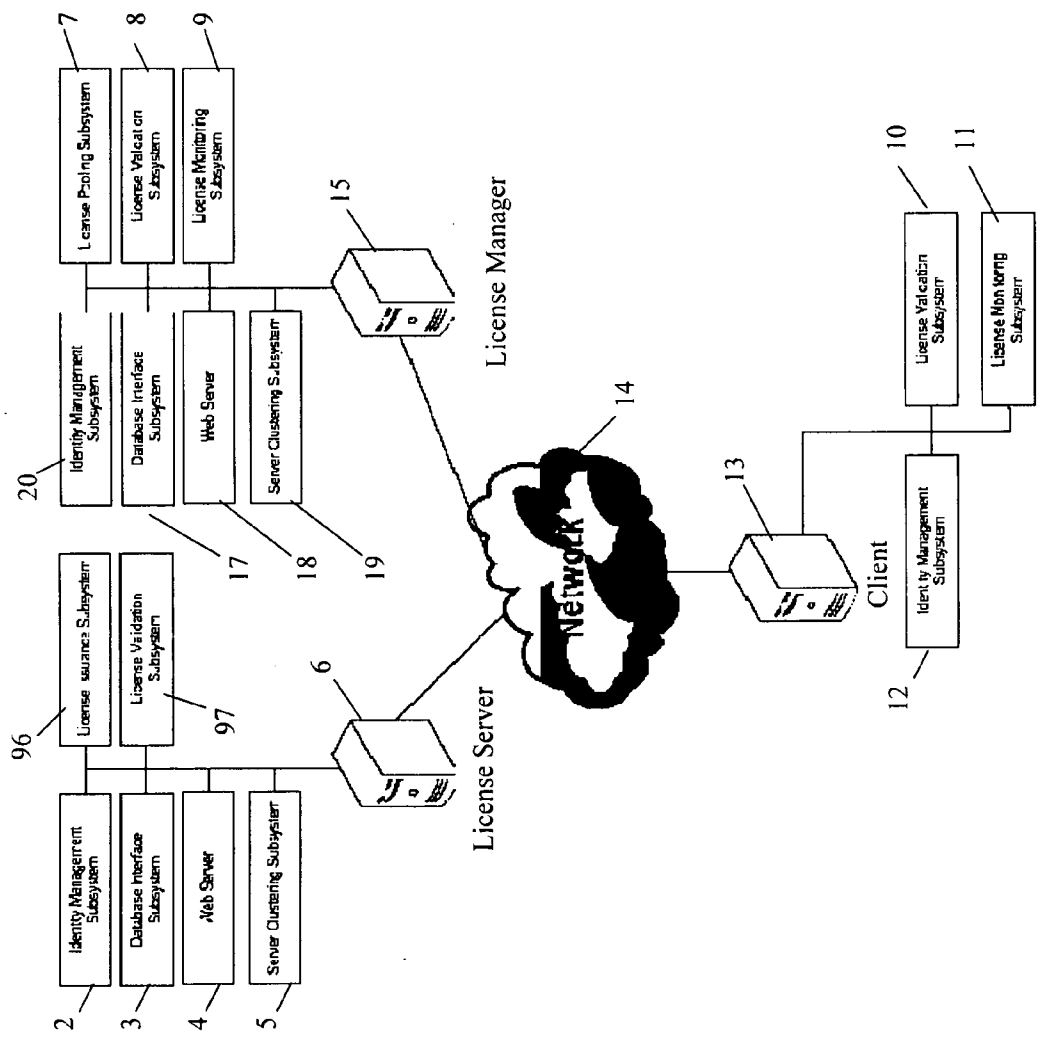 2
Identity Management
Subsystem
3
Database Interface
Subsystem
4
Web Server
5
Server Clustering Subsystem
96
License Issuance Subsystem
97
License Validation
Subsystem
6
License Server
20
Identity Management
Subsystem
17
Database Interface
Subsystem
18
Web Server
19
Server Clustering Subsystem
7
License Pooling Subsystem
8
License Validation
Subsystem
9
License Monitoring
Subsystem
15
License Manager
Network
14
13
Client
12
Identity Management
Subsystem
10
License Validation
Subsystem
11
License Monitoring
Subsystem